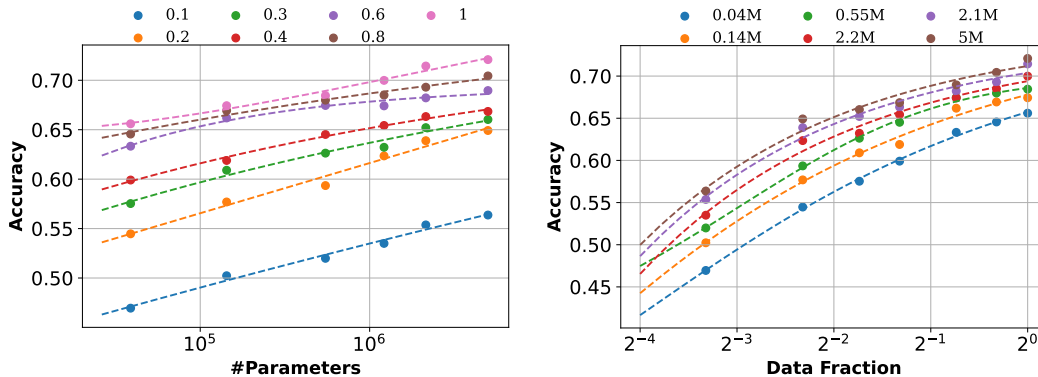 0.1 0.3 0.6 1
0.2 0.4 0.8
0.70
0.65
0.60
0.55
0.50
Accuracy
10^5 10^6
#Parameters
0.04M 0.55M 2.1M
0.14M 2.2M 5M
0.70
0.65
0.60
0.55
0.50
0.45
Accuracy
2^-4 2^-3 2^-2 2^-1 2^0
Data Fraction